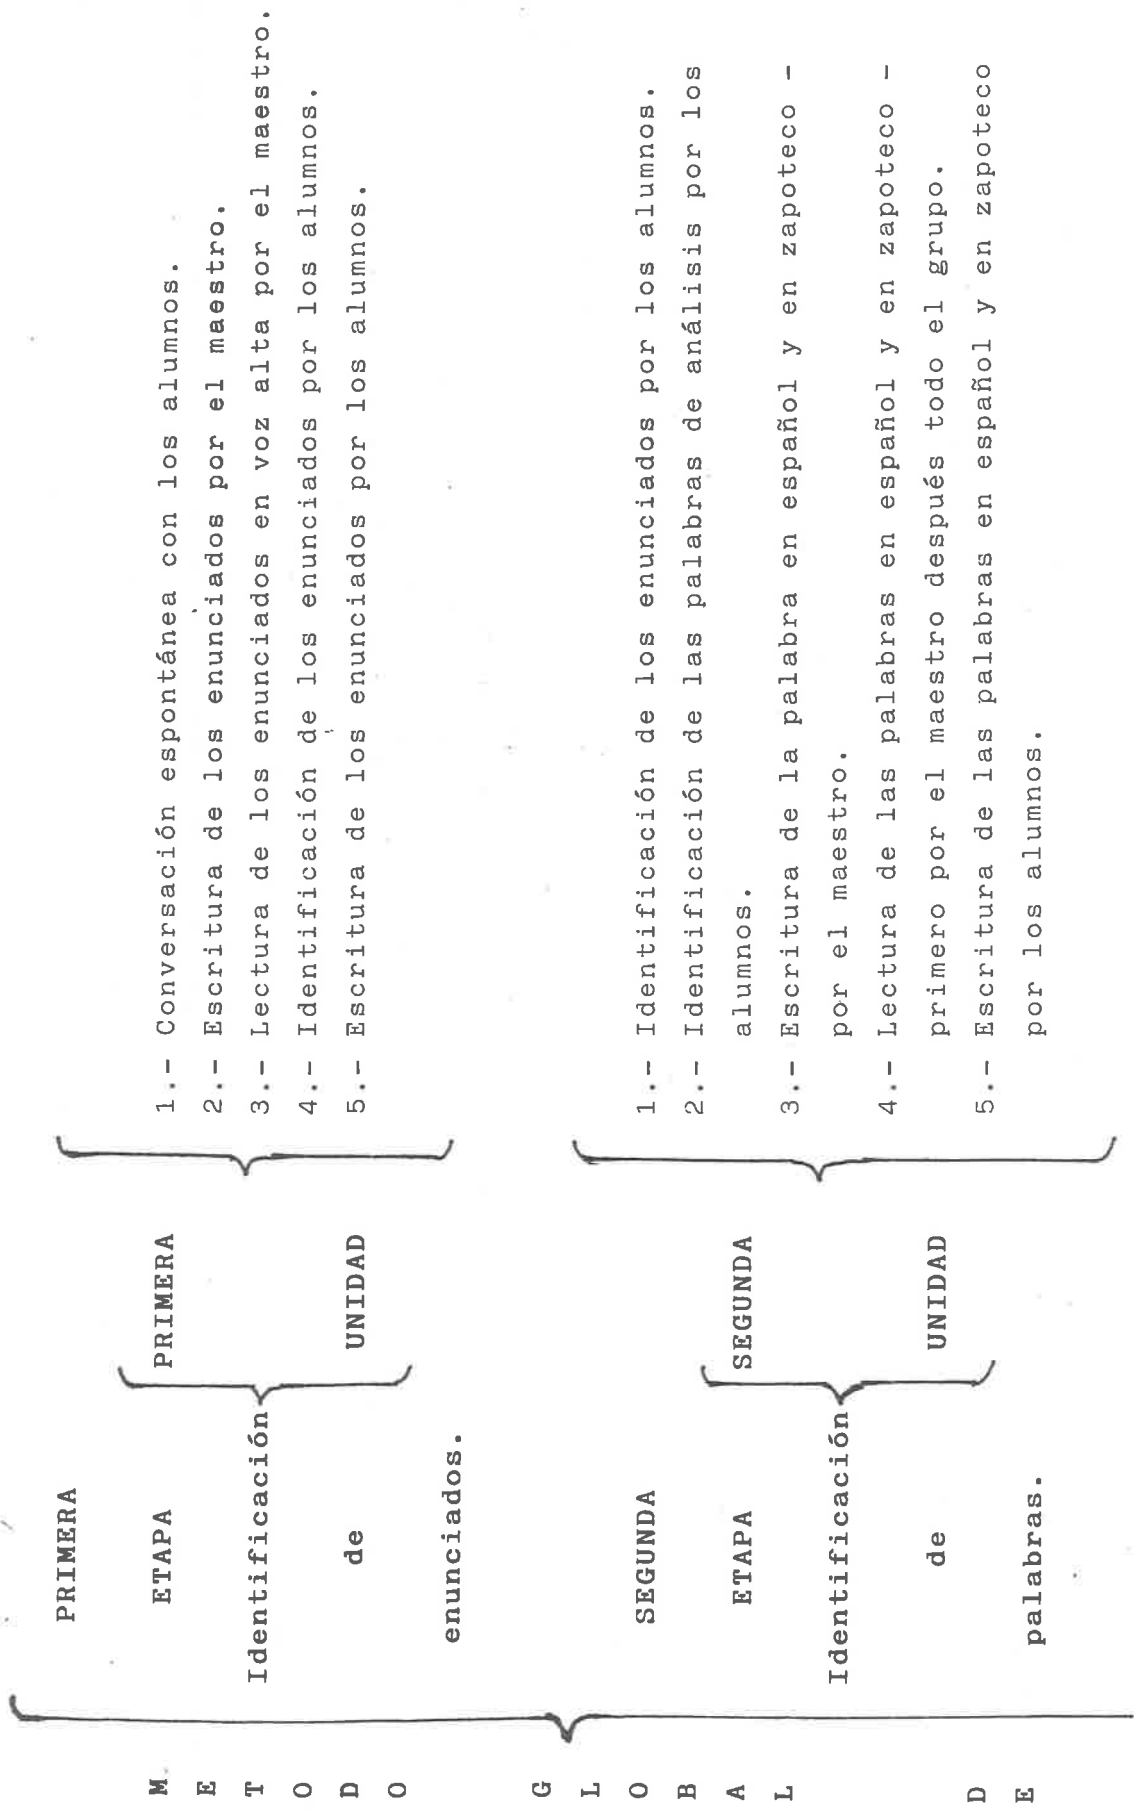 M
E
T
O
D
O
G
L
O
B
A
L
D
E
PRIMERA
ETAPA
Identificación
de
enunciados.
PRIMERA
UNIDAD
1.- Conversación espontánea con los alumnos.
2.- Escritura de los enunciados por el maestro.
3.- Lectura de los enunciados en voz alta por el maestro.
4.- Identificación de los enunciados por los alumnos.
5.- Escritura de los enunciados por los alumnos.
SEGUNDA
ETAPA
Identificación
de
palabras.
SEGUNDA
UNIDAD
1.- Identificación de los enunciados por los alumnos.
2.- Identificación de las palabras de análisis por los
alumnos.
3.- Escritura de la palabra en español y en zapoteco -
por el maestro.
4.- Lectura de las palabras en español y en zapoteco -
primero por el maestro después todo el grupo.
5.- Escritura de las palabras en español y en zapoteco
por los alumnos.